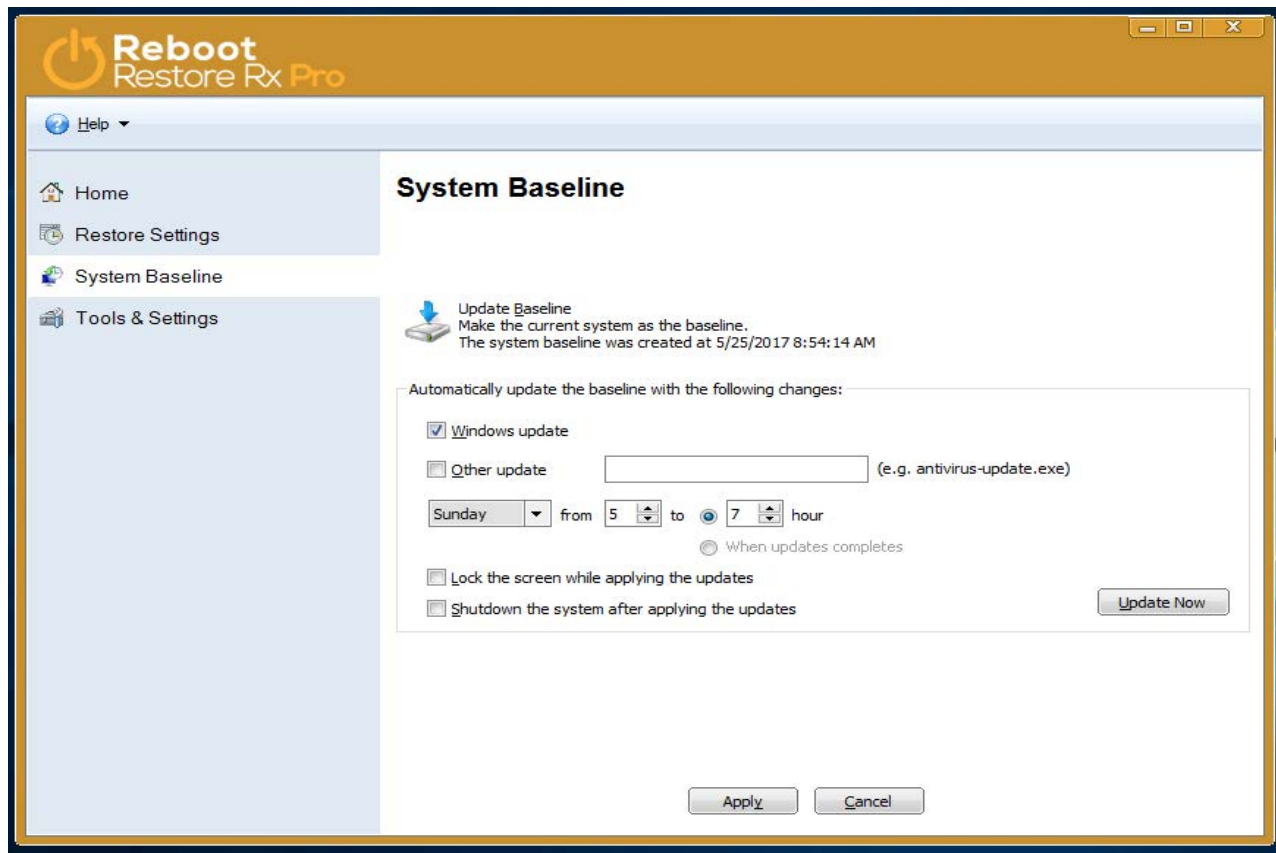 Reboot
Restore Rx Pro
Help
Home
Restore Settings
System Baseline
Tools & Settings
System Baseline
Update Baseline
Make the current system as the baseline.
The system baseline was created at 5/25/2017 8:54:14 AM
Automatically update the baseline with the following changes:
Windows update
Other update (e.g. antivirus-update.exe)
Sunday from 5 to 7 hour
When updates completes
Lock the screen while applying the updates
Shutdown the system after applying the updates
Update Now
Apply Cancel